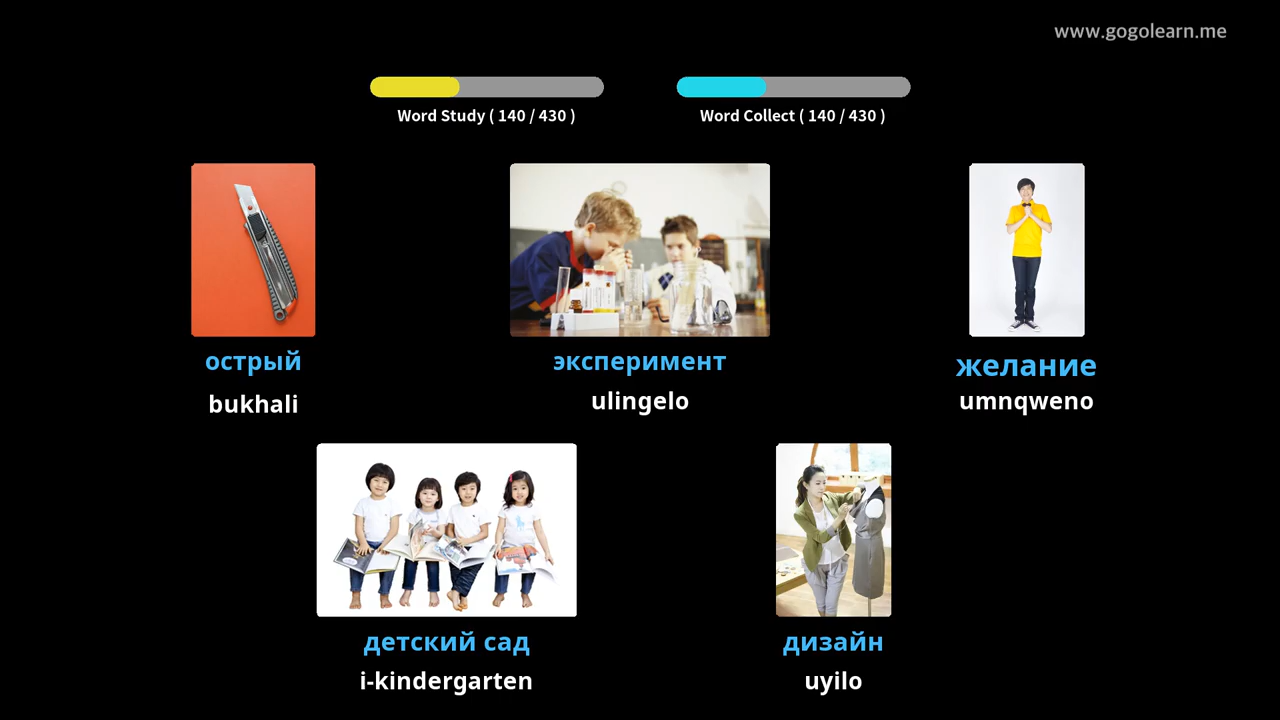 www.gogolearn.me
Word Study ( 140 / 430 )
Word Collect ( 140 / 430 )
острый
bukhali
эксперимент
ulingelo
желание
umnqweno
детский сад
i-kindergarten
дизайн
uyilo